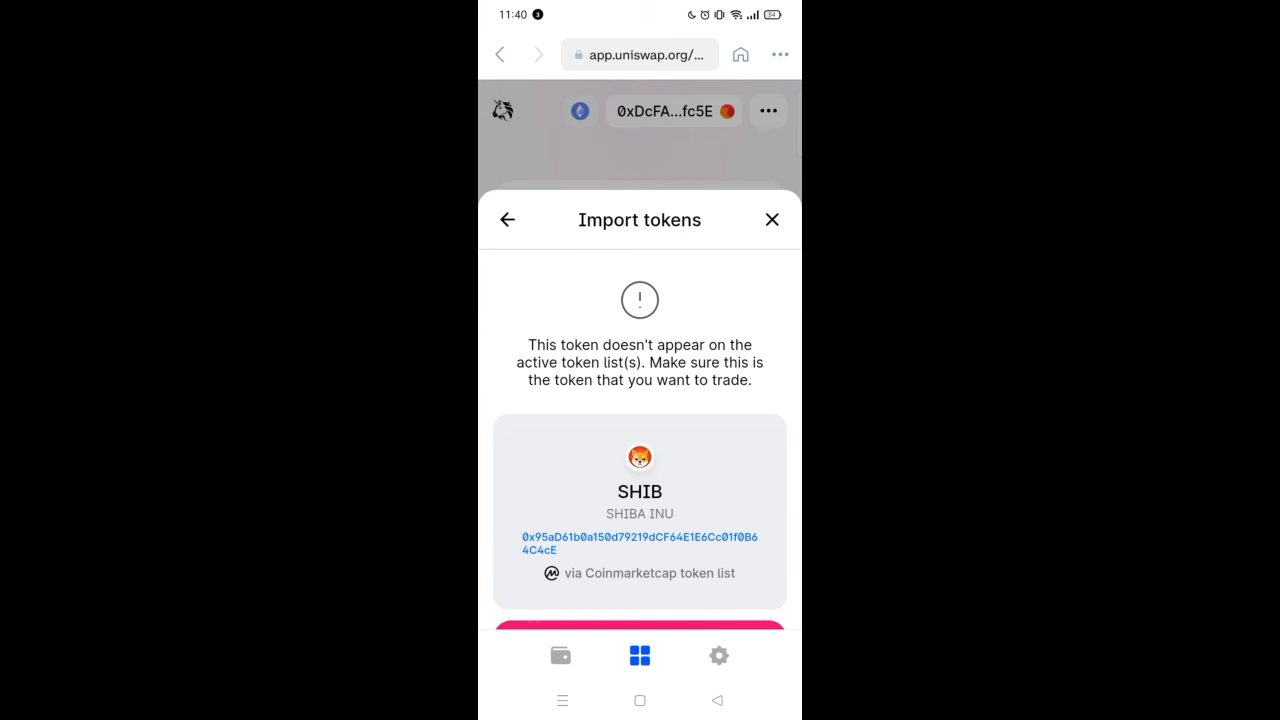 11:40 3 54
app.uniswap.org/...
0xDcFA...fc5E
Import tokens
This token doesn't appear on the
active token list(s). Make sure this is
the token that you want to trade.
SHIB
SHIBA INU
0x95aD61b0a150d79219dCF64E1E6Cc01f0B6
4C4cE
via Coinmarketcap token list